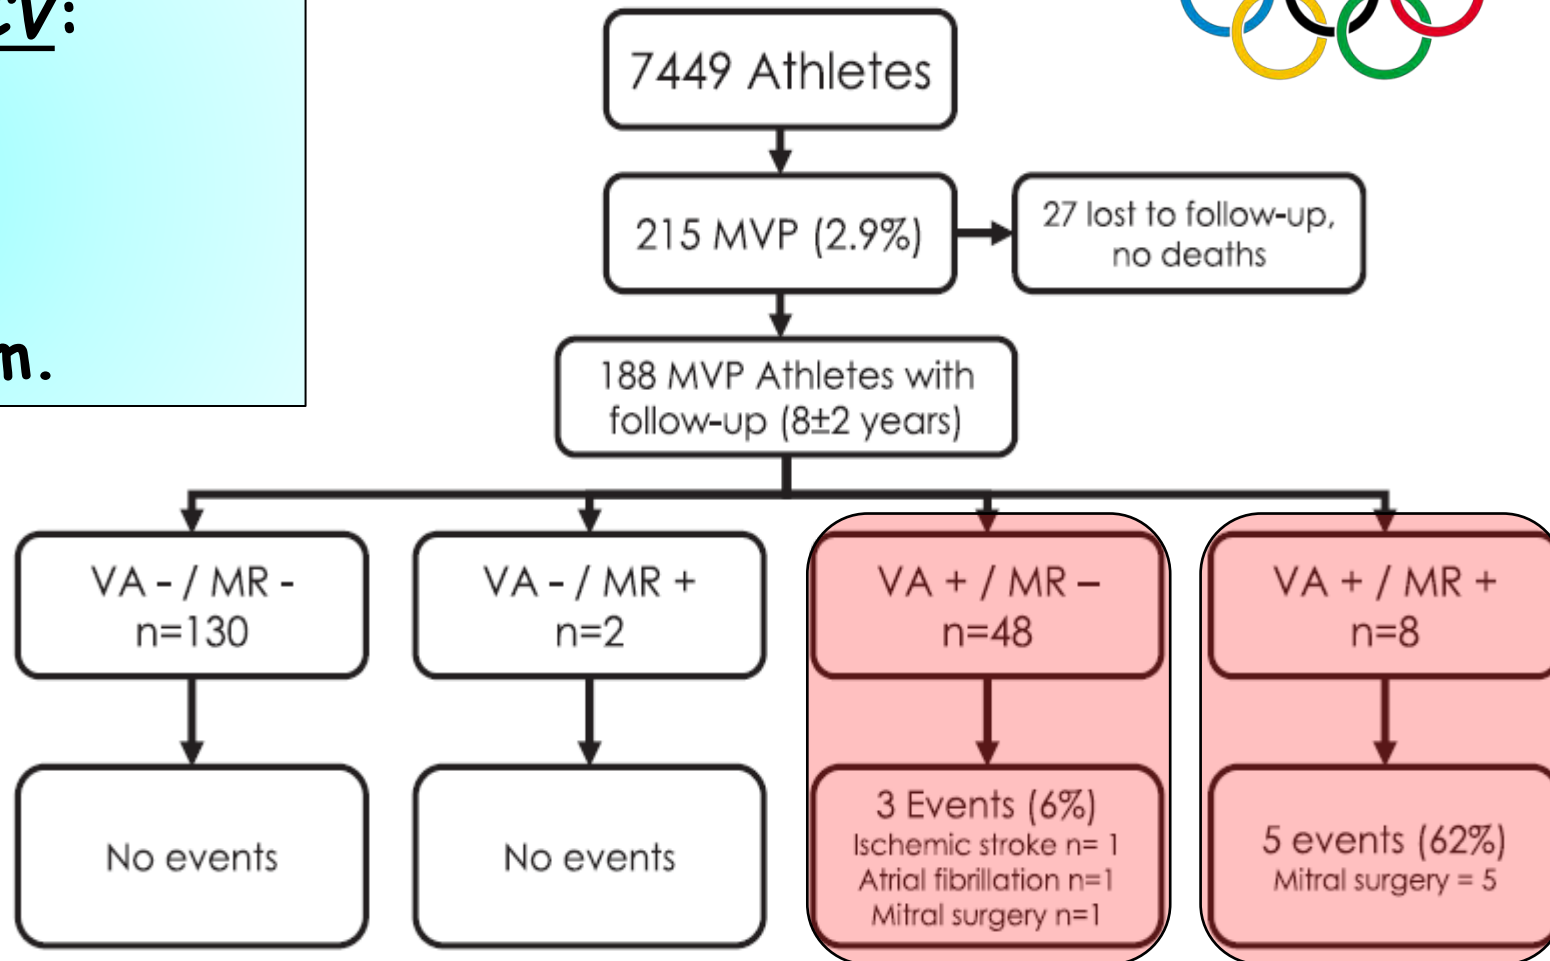 CV:
m.
7449 Athletes
215 MVP (2.9%)
27 lost to follow-up,
no deaths
188 MVP Athletes with
follow-up (8±2 years)
VA - / MR -
n=130
VA - / MR +
n=2
VA + / MR –
n=48
VA + / MR +
n=8
No events
No events
3 Events (6%)
Ischemic stroke n= 1
Atrial fibrillation n=1
Mitral surgery n=1
5 events (62%)
Mitral surgery = 5